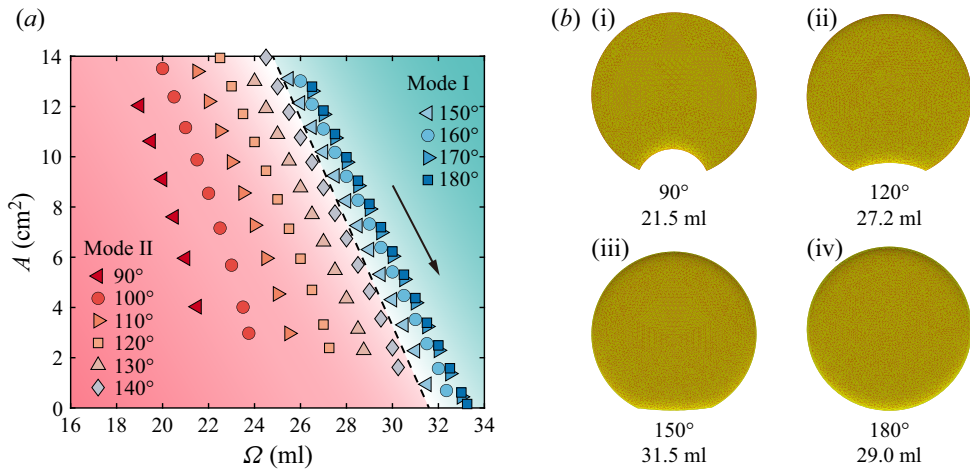 (a)
14
12
10
8
6
4
2
0
A (cm²)
16 18 20 22 24 26 28 30 32 34
Ω (ml)
Mode I
150°
160°
170°
180°
Mode II
90°
100°
110°
120°
130°
140°
(b) (i)
(ii)
90°
21.5 ml
120°
27.2 ml
(iii)
(iv)
150°
31.5 ml
180°
29.0 ml